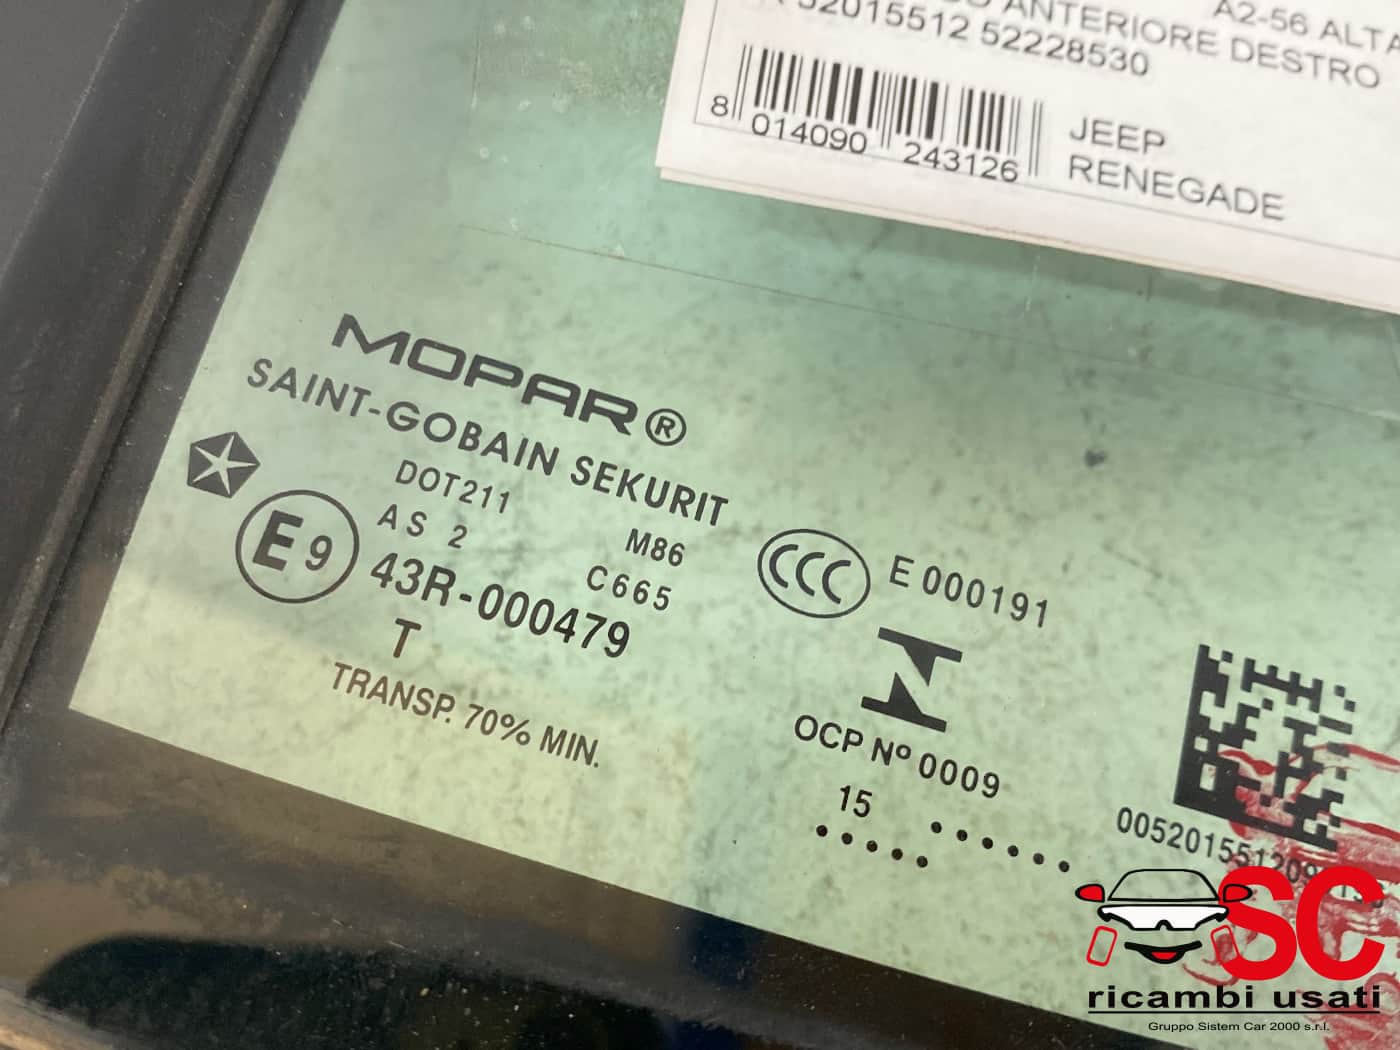 A2-56 ALTA
ANTERIORE DESTRO
52015512 52228530
8 014090 243126
JEEP
RENEGADE
MOPAR®
SAINT-GOBAIN SEKURIT
DOT211
AS 2
M86
C665
E9
43R-000479
T
TRANSP. 70% MIN.
CCC
E 000191
OCP Nº 0009
15
SC
ricambi usati
Gruppo Sistem Car 2000 s.r.l.